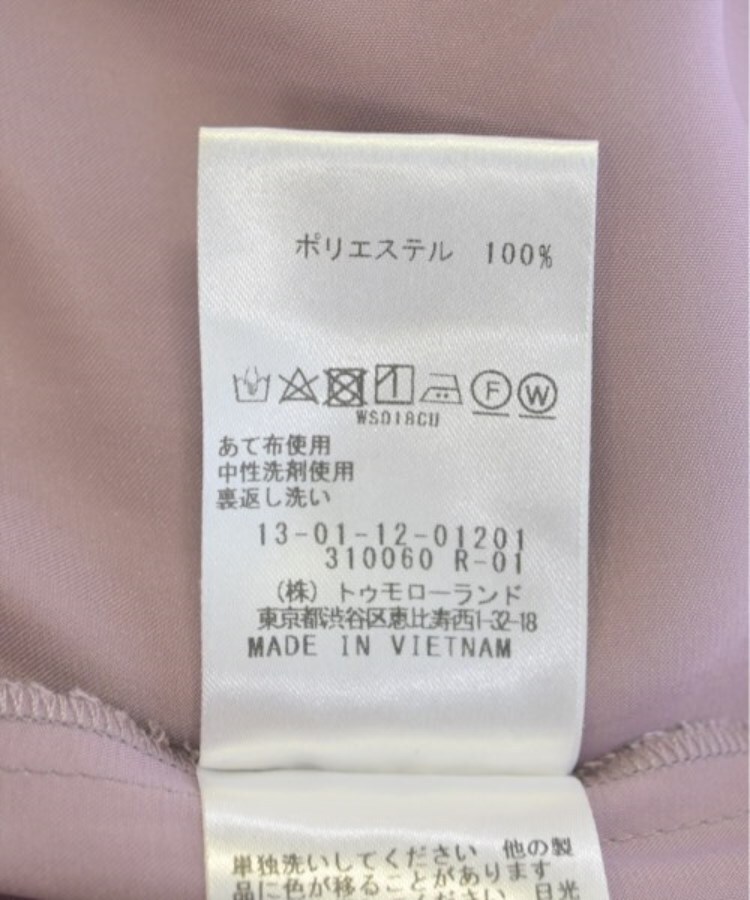 ポリエステル 100%
F W
WS018CU
あて布使用
中性洗剤使用
裏返し洗い
13-01-12-01201
310060 R-01
(株) トゥモローランド
東京都渋谷区恵比寿西1-32-18
MADE IN VIETNAM
単独洗いしてください 他の製
品に色が移ることがあります
日光